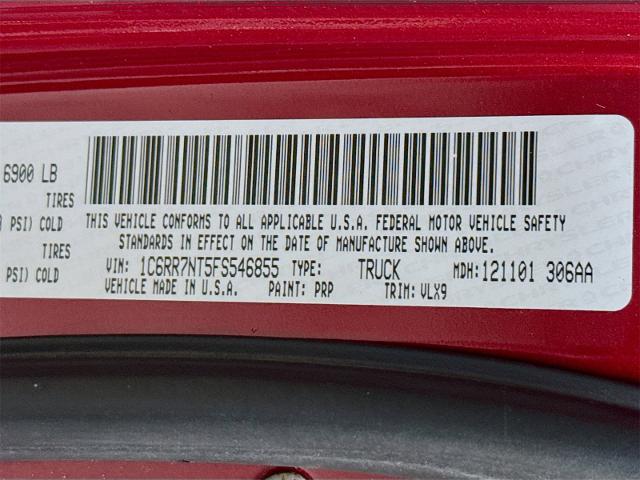 6900 LB
TIRES
PSI) COLD
TIRES
PSI) COLD
THIS VEHICLE CONFORMS TO ALL APPLICABLE U.S.A. FEDERAL MOTOR VEHICLE SAFETY
STANDARDS IN EFFECT ON THE DATE OF MANUFACTURE SHOWN ABOVE.
VIN: 1C6RR7NT5FS546855 TYPE: TRUCK MDH:121101 306AA
VEHICLE MADE IN U.S.A. PAINT: PRP TRIM: VLX9